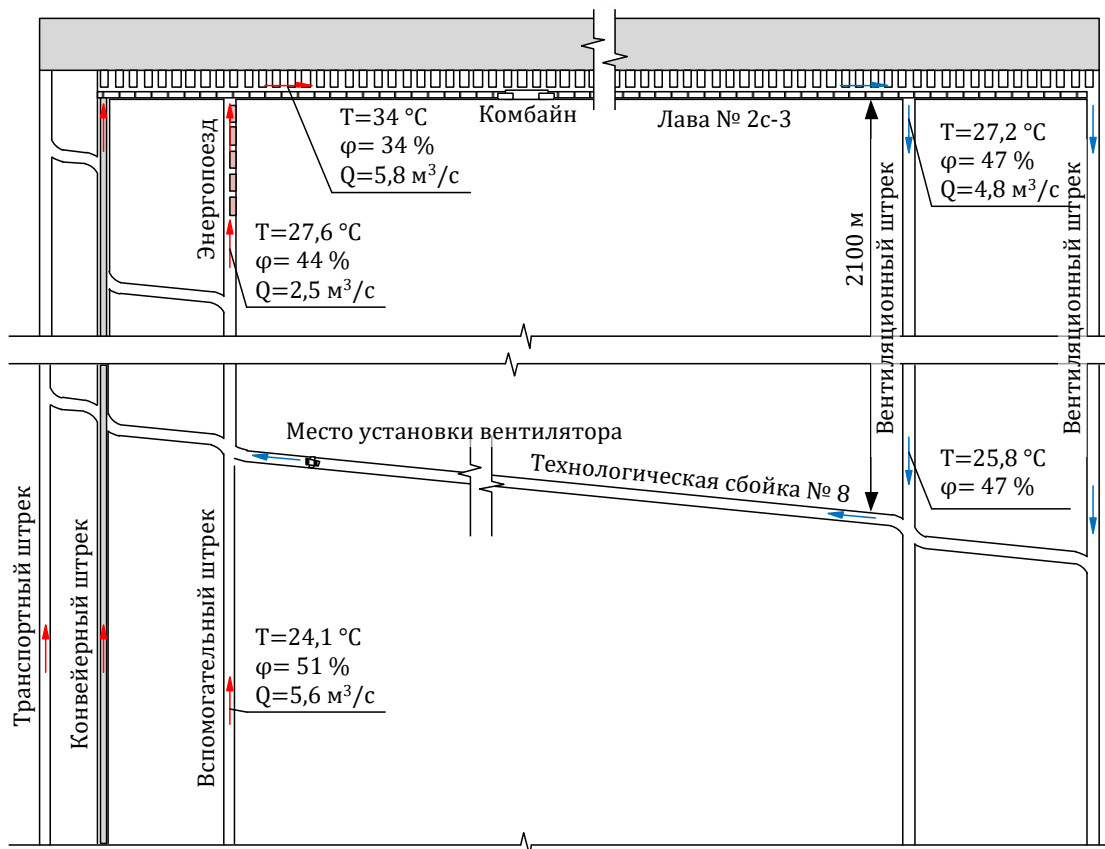 T=34 °C
φ= 34 %
Q=5,8 м³/с
Комбайн
Лава № 2с-3
T=27,2 °C
φ= 47 %
Q=4,8 м³/с
Энергопоезд
T=27,6 °C
φ= 44 %
Q=2,5 м³/с
2100 м
Вентиляционный штрек
Вентиляционный штрек
Место установки вентилятора
Технологическая сбойка № 8
T=25,8 °C
φ= 47 %
Транспортный штрек
Конвейерный штрек
Вспомогательный штрек
T=24,1 °C
φ= 51 %
Q=5,6 м³/с